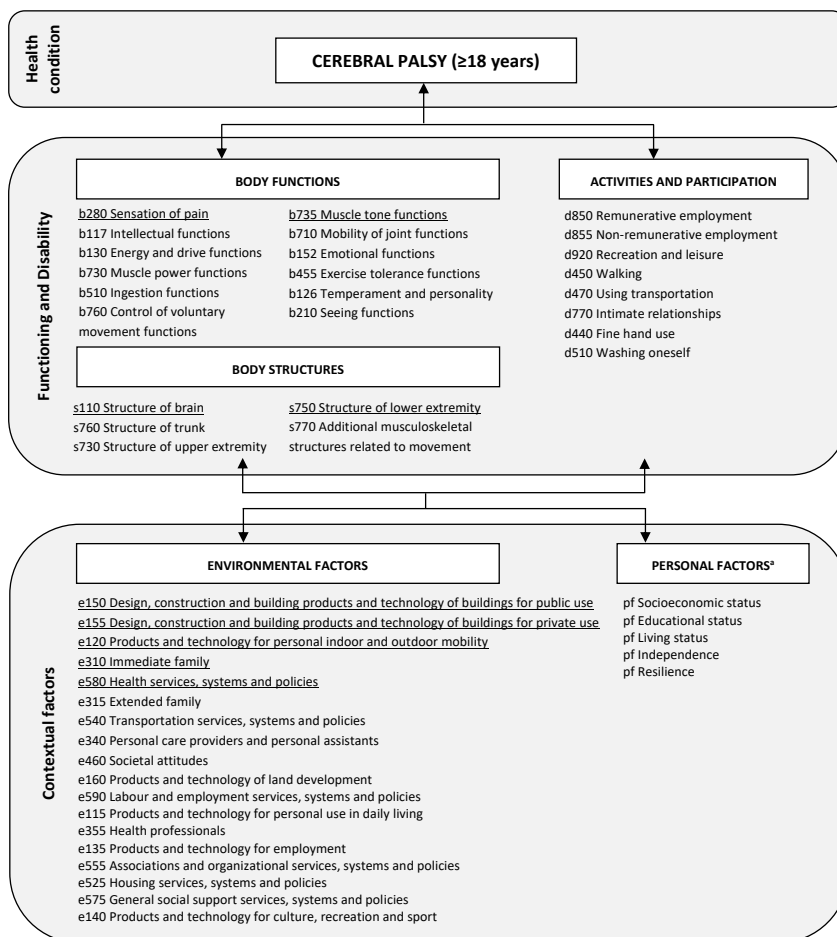 Health
condition
CEREBRAL PALSY (≥18 years)
Functioning and Disability
BODY FUNCTIONS
b280 Sensation of pain
b117 Intellectual functions
b130 Energy and drive functions
b730 Muscle power functions
b510 Ingestion functions
b760 Control of voluntary
movement functions
b735 Muscle tone functions
b710 Mobility of joint functions
b152 Emotional functions
b455 Exercise tolerance functions
b126 Temperament and personality
b210 Seeing functions
BODY STRUCTURES
s110 Structure of brain
s760 Structure of trunk
s730 Structure of upper extremity
s750 Structure of lower extremity
s770 Additional musculoskeletal
structures related to movement
ACTIVITIES AND PARTICIPATION
d850 Remunerative employment
d855 Non-remunerative employment
d920 Recreation and leisure
d450 Walking
d470 Using transportation
d770 Intimate relationships
d440 Fine hand use
d510 Washing oneself
Contextual factors
ENVIRONMENTAL FACTORS
e150 Design, construction and building products and technology of buildings for public use
e155 Design, construction and building products and technology of buildings for private use
e120 Products and technology for personal indoor and outdoor mobility
e310 Immediate family
e580 Health services, systems and policies
e315 Extended family
e540 Transportation services, systems and policies
e340 Personal care providers and personal assistants
e460 Societal attitudes
e160 Products and technology of land development
e590 Labour and employment services, systems and policies
e115 Products and technology for personal use in daily living
e355 Health professionals
e135 Products and technology for employment
e555 Associations and organizational services, systems and policies
e525 Housing services, systems and policies
e575 General social support services, systems and policies
e140 Products and technology for culture, recreation and sport
PERSONAL FACTORSª
pf Socioeconomic status
pf Educational status
pf Living status
pf Independence
pf Resilience